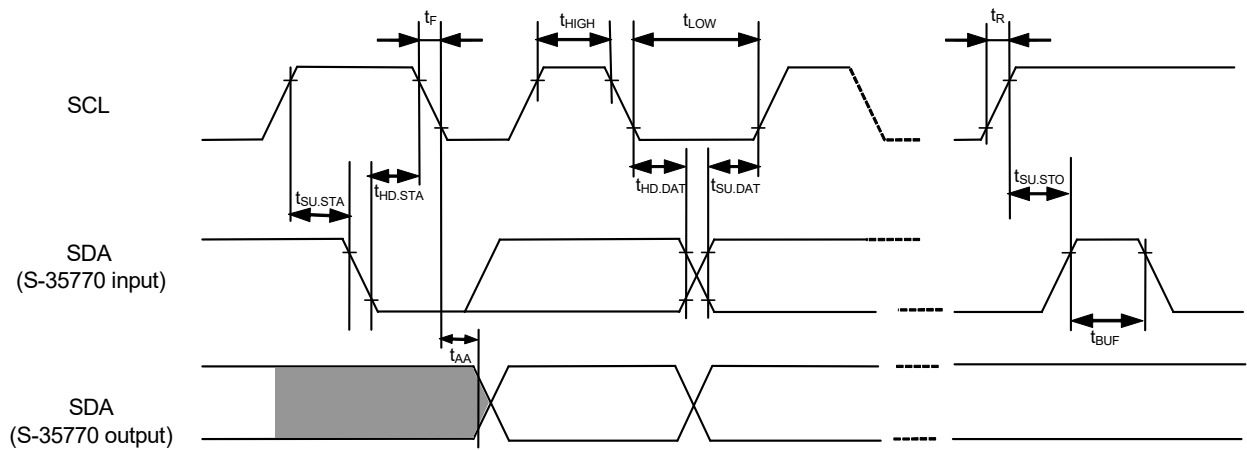 tF
tHIGH
tLOW
tR
SCL
tSU.STA
tHD.STA
tHD.DAT
tSU.DAT
tSU.STO
SDA
(S-35770 input)
tBUF
tAA
SDA
(S-35770 output)